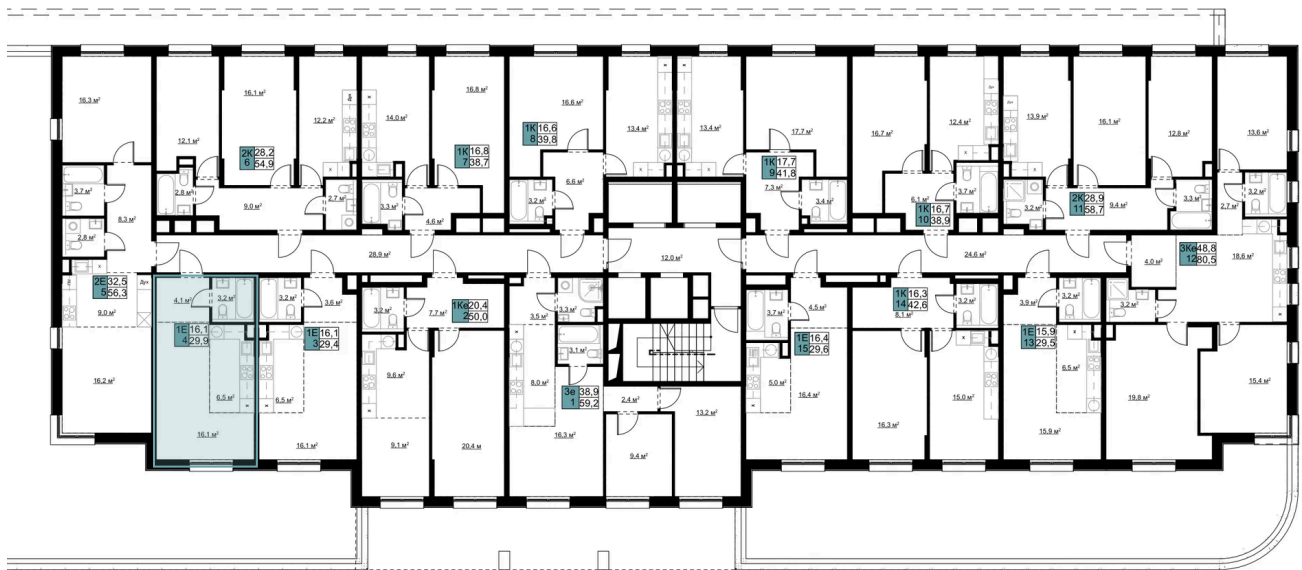 16.3 м²
12.1 м²
16.1 м²
2К 28,2
6 54,9
12.2 м²
14.0 м²
16.8 м²
1К 16,8
7 38,7
16.6 м²
1К 16,6
8 39,8
13.4 м²
13.4 м²
17.7 м²
1К 17,7
9 41,8
16.7 м²
12.4 м²
13.9 м²
16.1 м²
12.8 м²
13.6 м²
3.7 м²
2.8 м²
8.3 м²
2.8 м²
9.0 м²
2.7 м²
3.3 м²
4.6 м²
3.2 м²
6.6 м²
7.3 м²
3.4 м²
6.1 м²
1К 16,7
10 38,9
3.7 м²
3.2 м²
2К 28,9
11 58,7
9.4 м²
3.3 м²
2.7 м²
3.2 м²
28.9 м²
12.0 м²
24.6 м²
4.0 м²
3Ке 48,8
12 80,5
18.6 м²
2Е 32,5
5 56,3
Дух
9.0 м²
16.2 м²
4.1 м²
3.2 м²
1Е 16,1
4 29,9
6.5 м²
16.1 м²
3.2 м²
3.6 м²
1Е 16,1
3 29,4
6.5 м²
16.1 м²
3.2 м²
7.7 м²
1Ке 20,4
2 50,0
9.6 м²
9.1 м²
20.4 м
3.5 м²
3.3 м²
3.1 м²
8.0 м²
16.3 м²
3е 38,9
1 59,2
2.4 м²
9.4 м²
13.2 м²
3.7 м²
4.5 м²
1Е 16,4
15 29,6
5.0 м²
16.4 м²
1К 16,3
14 42,6
8.1 м²
3.2 м²
16.3 м²
15.0 м²
3.9 м²
3.2 м²
1Е 15,9
13 29,5
6.5 м²
15.9 м²
3.2 м²
19.8 м²
15.4 м²